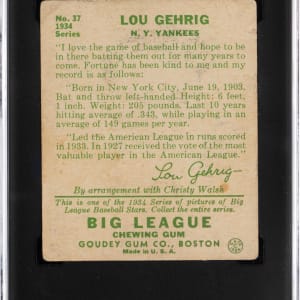 No. 37
1934
Series
LOU GEHRIG
N. Y. YANKEES
"I love the game of baseball and hope to be
in there batting them out for many years to
come. Fortune has been kind to me and my
record is satisfactory as follows:
"Born in New York City, June 19, 1903.
Bat and throw left-handed. Height: 6 feet,
1 inch. Weight: 205 pounds. Last 10 years
hitting average of .343, while playing in an
average of 149 games per year.
"Led the American League in runs scored
in 1933. In 1927 received the vote of the most
valuable player in the American League."
Lou Gehrig
By arrangement with Christy Walsh
This is one of the 1934 Series of pictures of Big
League Baseball Stars. Collect the entire series.
BIG LEAGUE
CHEWING GUM
GOUDEY GUM CO., BOSTON
Made in U. S. A.